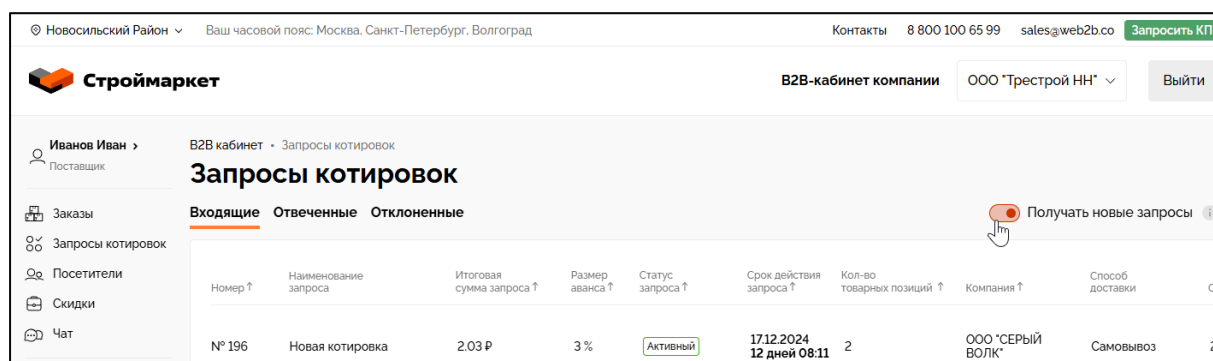 Новосильский Район Ваш часовой пояс: Москва, Санкт-Петербург, Волгоград Контакты 8 800 100 65 99 sales@web2b.co Запросить КП
Строймаркет B2B-кабинет компании ООО "Трестрой НН" Выйти
Иванов Иван › B2B кабинет • Запросы котировок
Поставщик
Запросы котировок
Заказы Входящие Отвеченные Отклоненные Получать новые запросы
Запросы котировок
Посетители
Скидки
Чат
Номер↑ Наименование запроса Итоговая сумма запроса ↑ Размер аванса ↑ Статус запроса ↑ Срок действия запроса ↑ Кол-во товарных позиций ↑ Компания ↑ Способ доставки
№ 196 Новая котировка 2.03 ₽ 3 % Активный 17.12.2024 12 дней 08:11 2 ООО "СЕРЫЙ ВОЛК" Самовывоз